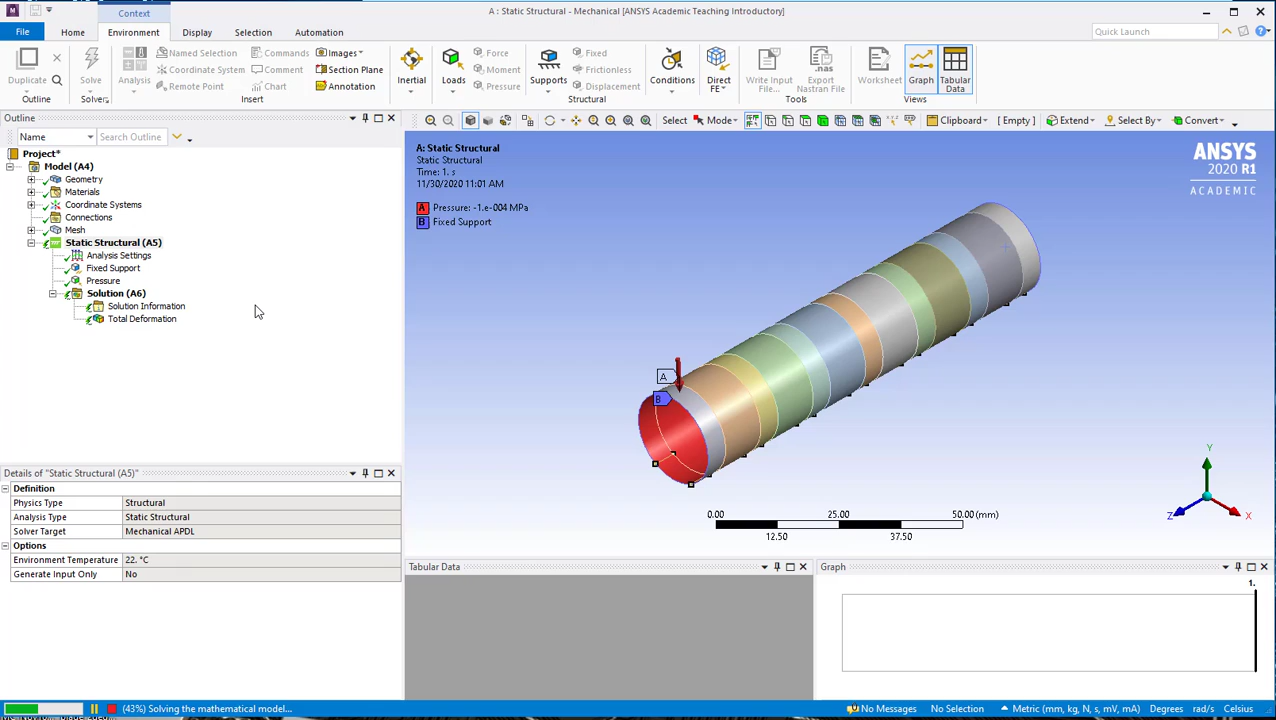 Context
A : Static Structural - Mechanical [ANSYS Academic Teaching Introductory]
File Home Environment Display Selection Automation
Quick Launch
Duplicate
Outline
Solve
Solver
Analysis
Named Selection
Coordinate System
Remote Point
Commands
Comment
Chart
Images
Section Plane
Annotation
Insert
Inertial
Loads
Force
Moment
Pressure
Supports
Fixed
Frictionless
Displacement
Structural
Conditions
Direct FE
Write Input File...
Export Nastran File
Tools
Worksheet
Graph
Tabular Data
Views
Outline
Name
Search Outline
Select Mode Clipboard [ Empty ] Extend Select By Convert
Project*
Model (A4)
Geometry
Materials
Coordinate Systems
Connections
Mesh
Static Structural (A5)
Analysis Settings
Fixed Support
Pressure
Solution (A6)
Solution Information
Total Deformation
A: Static Structural
Static Structural
Time: 1. s
11/30/2020 11:01 AM
A Pressure: -1.e-004 MPa
B Fixed Support
ANSYS
2020 R1
ACADEMIC
A
B
0.00 25.00 50.00 (mm)
12.50 37.50
Y
Z X
Details of "Static Structural (A5)"
Definition
Physics Type Structural
Analysis Type Static Structural
Solver Target Mechanical APDL
Options
Environment Temperature 22. °C
Generate Input Only No
Tabular Data
Graph
1.
(43%) Solving the mathematical model...
No Messages No Selection Metric (mm, kg, N, s, mV, mA) Degrees rad/s Celsius